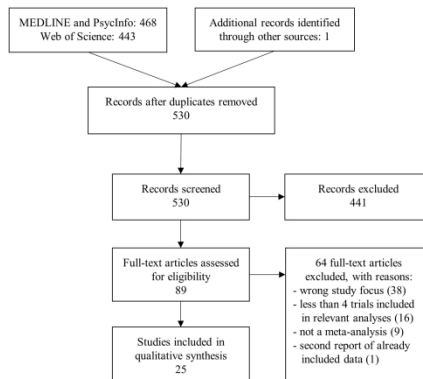 MEDLINE and PsycInfo: 468
Web of Science: 443
Additional records identified
through other sources: 1
Records after duplicates removed
530
Records screened
530
Records excluded
441
Full-text articles assessed
for eligibility
89
64 full-text articles
excluded, with reasons:
- wrong study focus (38)
- less than 4 trials included
in relevant analyses (16)
- not a meta-analysis (9)
- second report of already
included data (1)
Studies included in
qualitative synthesis
25